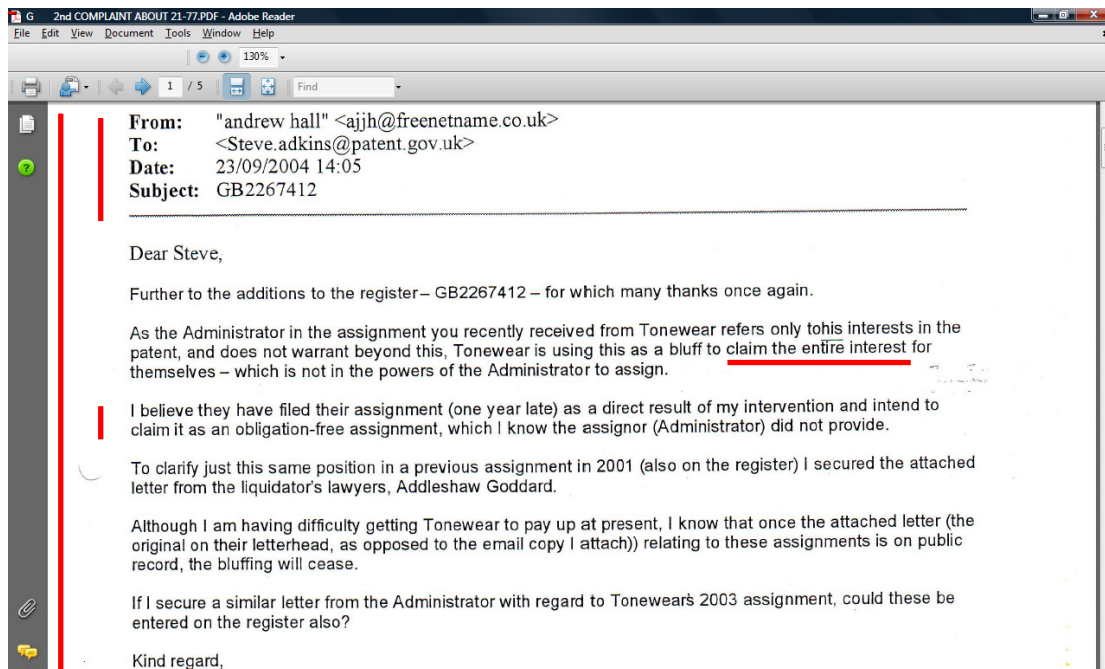 G 2nd COMPLAINT ABOUT 21-77.PDF - Adobe Reader
File Edit View Document Tools Window Help
130%
1 / 5 Find
From: "andrew hall" <ajjh@freenetname.co.uk>
To: <Steve.adkins@patent.gov.uk>
Date: 23/09/2004 14:05
Subject: GB2267412
Dear Steve,
Further to the additions to the register– GB2267412 – for which many thanks once again.
As the Administrator in the assignment you recently received from Tonewear refers only tohis interests in the
patent, and does not warrant beyond this, Tonewear is using this as a bluff to claim the entire interest for
themselves – which is not in the powers of the Administrator to assign.
I believe they have filed their assignment (one year late) as a direct result of my intervention and intend to
claim it as an obligation-free assignment, which I know the assignor (Administrator) did not provide.
To clarify just this same position in a previous assignment in 2001 (also on the register) I secured the attached
letter from the liquidator's lawyers, Addleshaw Goddard.
Although I am having difficulty getting Tonewear to pay up at present, I know that once the attached letter (the
original on their letterhead, as opposed to the email copy I attach)) relating to these assignments is on public
record, the bluffing will cease.
If I secure a similar letter from the Administrator with regard to Tonewear's 2003 assignment, could these be
entered on the register also?
Kind regard,